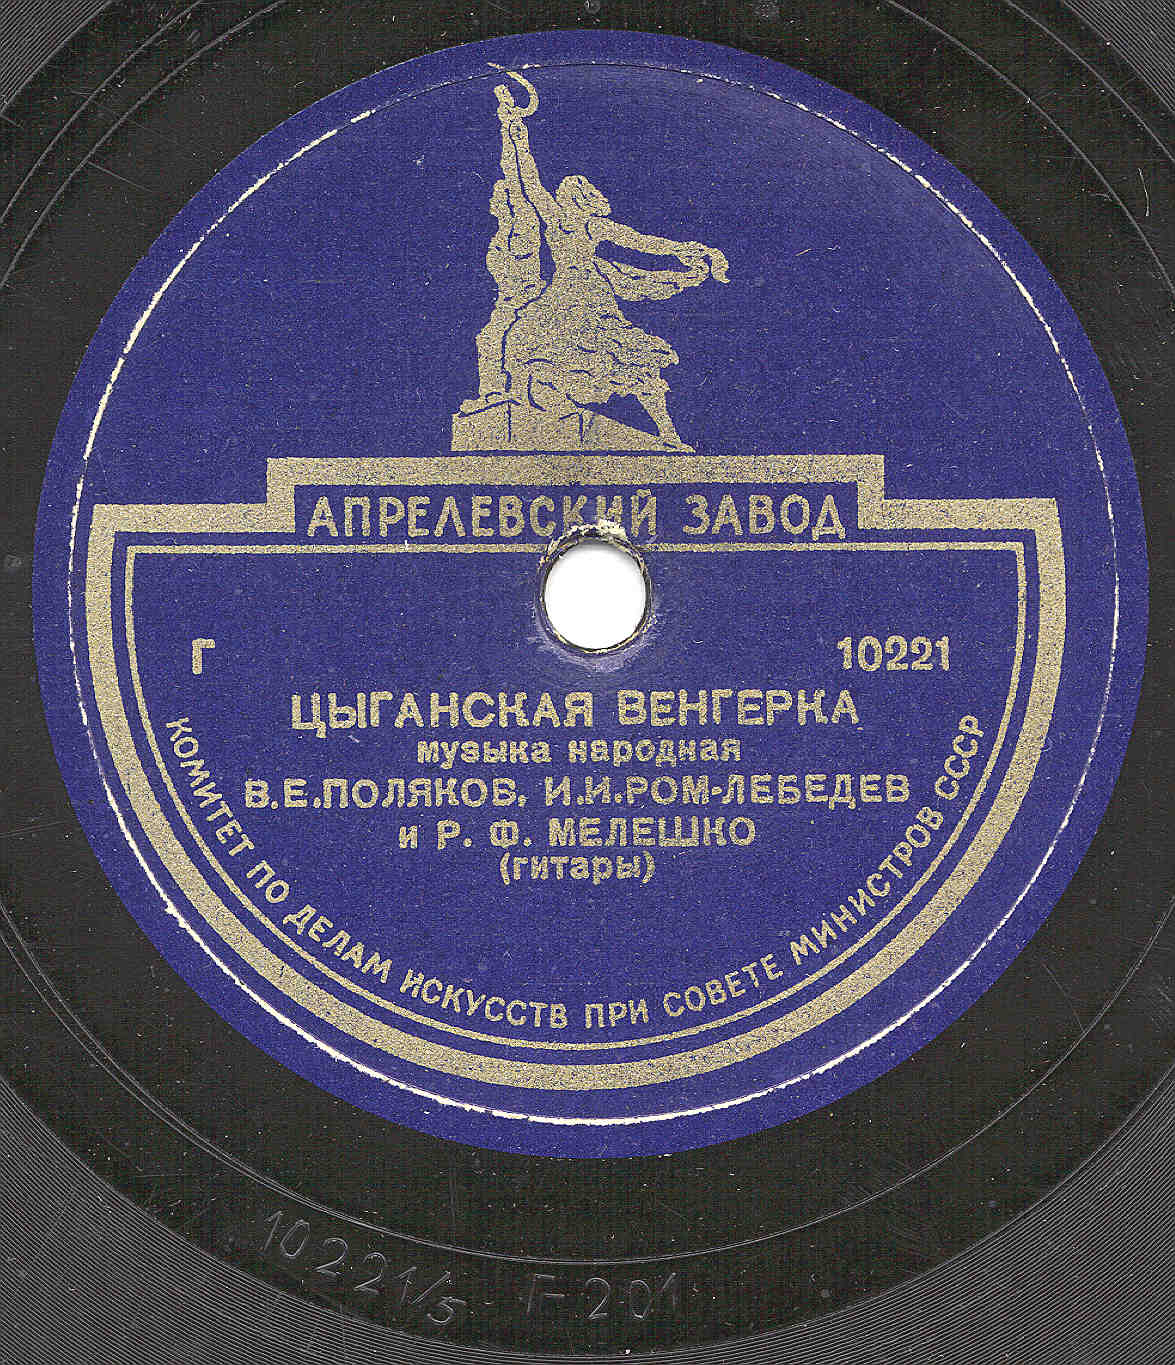 АПРЕЛЕВСКИЙ ЗАВОД
Г 10221
ЦЫГАНСКАЯ ВЕНГЕРКА
музыка народная
В.Е.ПОЛЯКОВ, И.И.РОМ-ЛЕБЕДЕВ
и Р. Ф. МЕЛЕШКО
(гитары)
КОМИТЕТ ПО ДЕЛАМ ИСКУССТВ ПРИ СОВЕТЕ МИНИСТРОВ СССР
10221/5 Г-201